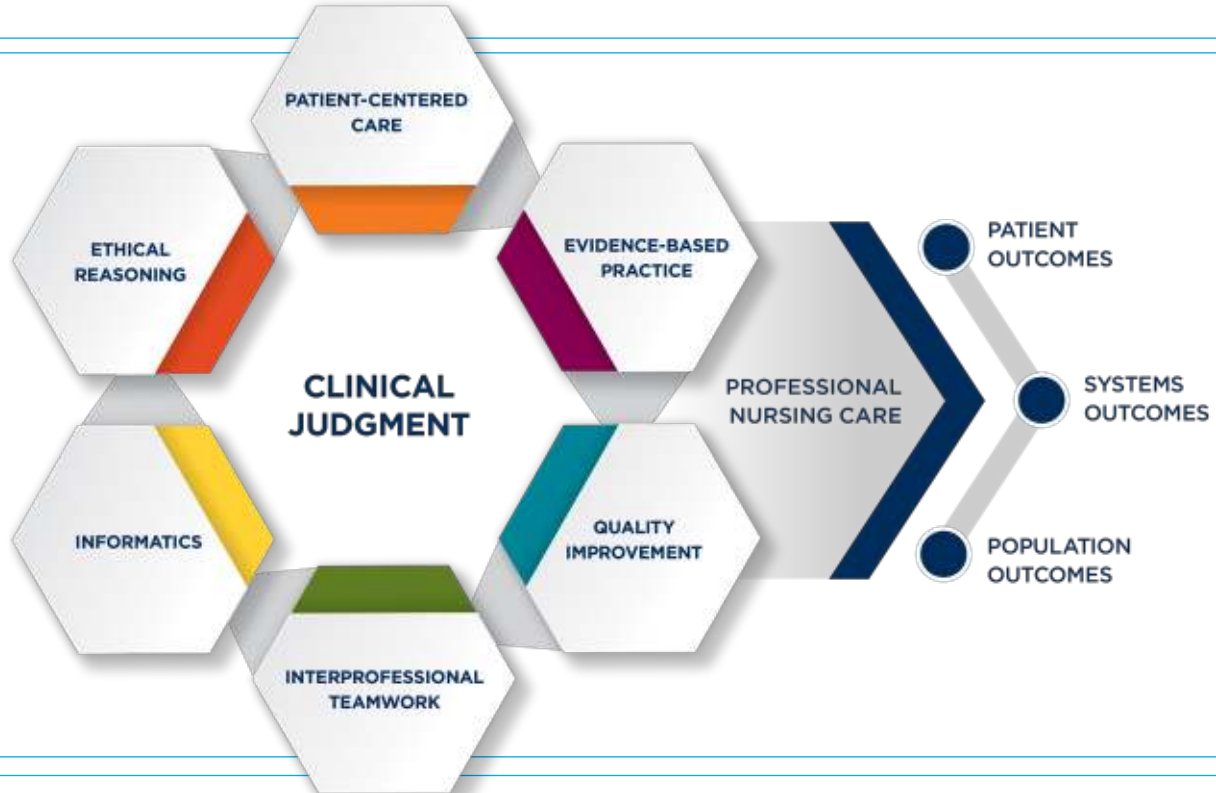 PATIENT-CENTERED
CARE
EVIDENCE-BASED
PRACTICE
QUALITY
IMPROVEMENT
INTERPROFESSIONAL
TEAMWORK
INFORMATICS
ETHICAL
REASONING
CLINICAL
JUDGMENT
PROFESSIONAL
NURSING CARE
PATIENT
OUTCOMES
SYSTEMS
OUTCOMES
POPULATION
OUTCOMES